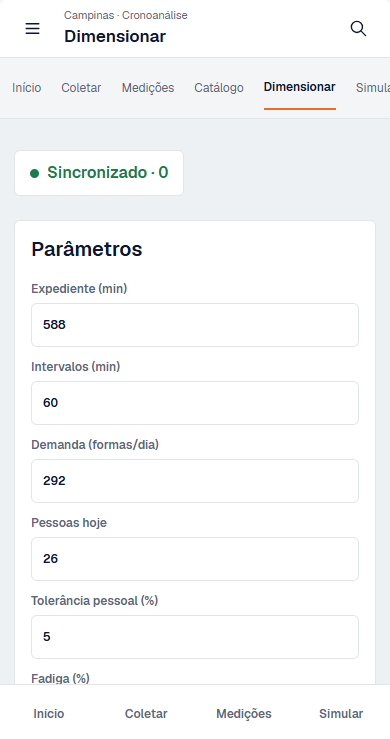 Campinas · Cronoanálise
Dimensionar
Início Coletar Medições Catálogo Dimensionar
Sincronizado · 0
Parâmetros
Expediente (min)
588
Intervalos (min)
60
Demanda (formas/dia)
292
Pessoas hoje
26
Tolerância pessoal (%)
5
Fadiga (%)
Início Coletar Medições Simular